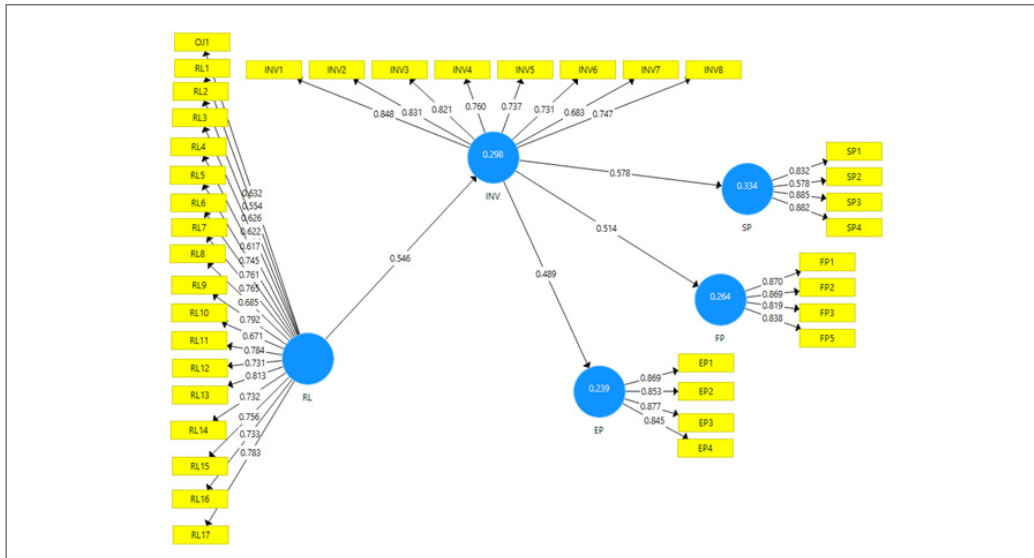 OJ1
RL1
RL2
RL3
RL4
RL5
RL6
RL7
RL8
RL9
RL10
RL11
RL12
RL13
RL14
RL15
RL16
RL17
0.632
0.554
0.626
0.622
0.617
0.745
0.761
0.765
0.685
0.792
0.671
0.784
0.731
0.813
0.732
0.756
0.733
0.783
RL
0.546
INV1 INV2 INV3 INV4 INV5 INV6 INV7 INV8
0.848 0.831 0.821 0.760 0.737 0.731 0.683 0.747
0.298
INV
0.578
0.514
0.489
0.334
SP
0.832
0.578
0.885
0.882
SP1
SP2
SP3
SP4
0.264
FP
0.870
0.869
0.819
0.838
FP1
FP2
FP3
FP5
0.239
EP
0.869
0.853
0.877
0.845
EP1
EP2
EP3
EP4